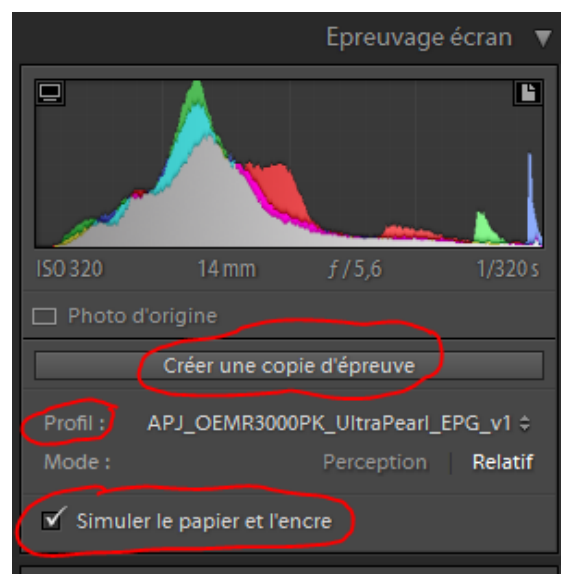 Epreuvage écran
ISO 320 14 mm ƒ / 5,6 1/320 s
Photo d'origine
Créer une copie d'épreuve
Profil : APJ_OEMR3000PK_UltraPearl_EPG_v1
Mode : Perception Relatif
Simuler le papier et l'encre